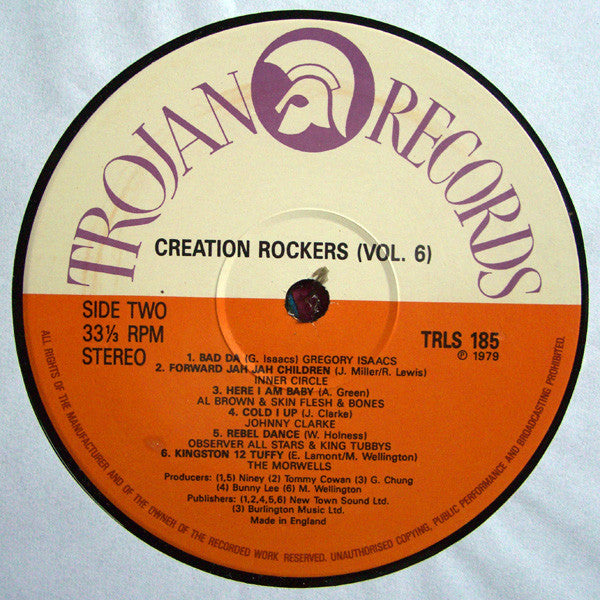 TROJAN RECORDS
CREATION ROCKERS (VOL. 6)
SIDE TWO
33⅓ RPM
STEREO
TRLS 185
℗ 1979
1. BAD DA (G. Isaacs) GREGORY ISAACS
2. FORWARD JAH JAH CHILDREN (J. Miller/R. Lewis)
INNER CIRCLE
3. HERE I AM BABY (A. Green)
AL BROWN & SKIN FLESH & BONES
4. COLD I UP (J. Clarke)
JOHNNY CLARKE
5. REBEL DANCE (W. Holness)
OBSERVER ALL STARS & KING TUBBYS
6. KINGSTON 12 TUFFY (E. Lamont/M. Wellington)
THE MORWELLS
Producers: (1,5) Niney (2) Tommy Cowan (3) G. Chung
(4) Bunny Lee (6) M. Wellington
Publishers: (1,2,4,5,6) New Town Sound Ltd.
(3) Burlington Music Ltd.
Made in England
ALL RIGHTS OF THE MANUFACTURER AND OF THE OWNER OF THE RECORDED WORK RESERVED. UNAUTHORISED COPYING, PUBLIC PERFORMANCE AND BROADCASTING PROHIBITED.